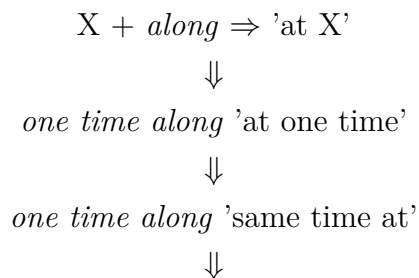 X + along ⇒ 'at X'
⇓
one time along 'at one time'
⇓
one time along 'same time at'
⇓